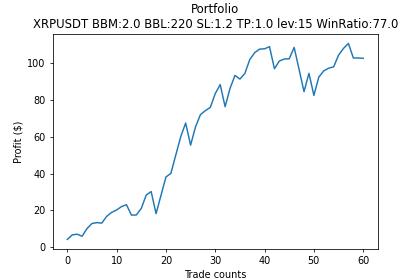 Portfolio
XRPUSDT BBM:2.0 BBL:220 SL:1.2 TP:1.0 lev:15 WinRatio:77.0
100
80
60
40
20
0
Profit ($)
0 10 20 30 40 50 60
Trade counts